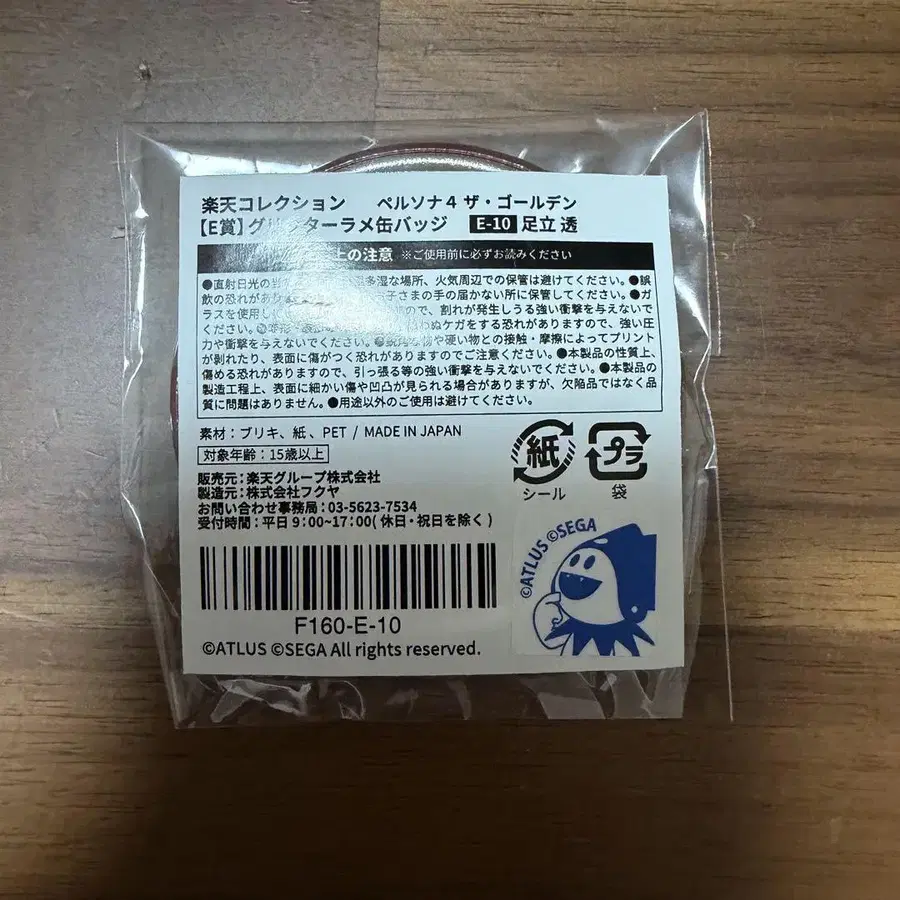 楽天コレクション ペルソナ4 ザ・ゴールデン
【E賞】グリッターラメ缶バッジ E-10 足立 透
上の注意 ※ご使用前に必ずお読みください
●直射日光の当 多湿な場所、火気周辺での保管は避けてください。●誤
飲の恐れがあり 子さまの手の届かない所に保管してください。●ガ
ラスを使用し ので、割れが発生しうる強い衝撃を与えないで
ください。 ぬケガをする恐れがありますので、強い圧
力や衝撃を与えないでください。 や硬い物との接触・摩擦によってプリント
が剥れたり、表面に傷がつく恐れがありますのでご注意ください。●本製品の性質上、
傷める恐れがありますので、引っ張る等の強い衝撃を与えないでください。●本製品の
製造工程上、表面に細かい傷や凹凸が見られる場合がありますが、欠陥品ではなく品
質に問題はありません。●用途以外のご使用は避けてください。
素材：ブリキ、紙、PET / MADE IN JAPAN
対象年齢：15歳以上
販売元：楽天グループ株式会社
製造元：株式会社フクヤ
お問い合わせ事務局：03-5623-7534
受付時間：平日 9：00~17：00( 休日・祝日を除く )
紙
シール
プラ
袋
©ATLUS ©SEGA
F160-E-10
©ATLUS ©SEGA All rights reserved.